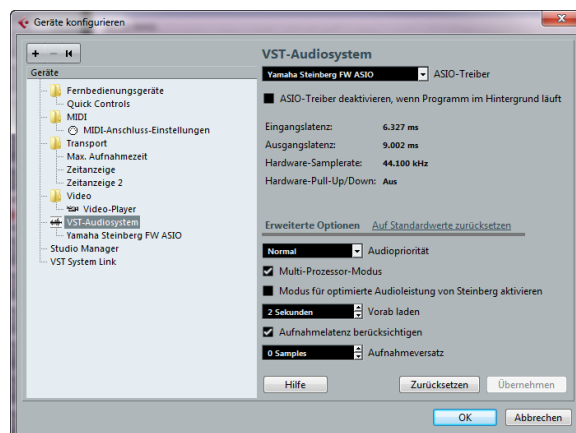 Geräte konfigurieren
Geräte
Fernbedienungsgeräte
Quick Controls
MIDI
MIDI-Anschluss-Einstellungen
Transport
Max. Aufnahmezeit
Zeitanzeige
Zeitanzeige 2
Video
Video-Player
VST-Audiosystem
Yamaha Steinberg FW ASIO
Studio Manager
VST System Link
VST-Audiosystem
Yamaha Steinberg FW ASIO ASIO-Treiber
ASIO-Treiber deaktivieren, wenn Programm im Hintergrund läuft
Eingangslatenz: 6.327 ms
Ausgangslatenz: 9.002 ms
Hardware-Samplerate: 44.100 kHz
Hardware-Pull-Up/Down: Aus
Erweiterte Optionen Auf Standardwerte zurücksetzen
Normal Audiopriorität
Multi-Prozessor-Modus
Modus für optimierte Audioleistung von Steinberg aktivieren
2 Sekunden Vorab laden
Aufnahmelatenz berücksichtigen
0 Samples Aufnahmeversatz
Hilfe Zurücksetzen Übernehmen
OK Abbrechen